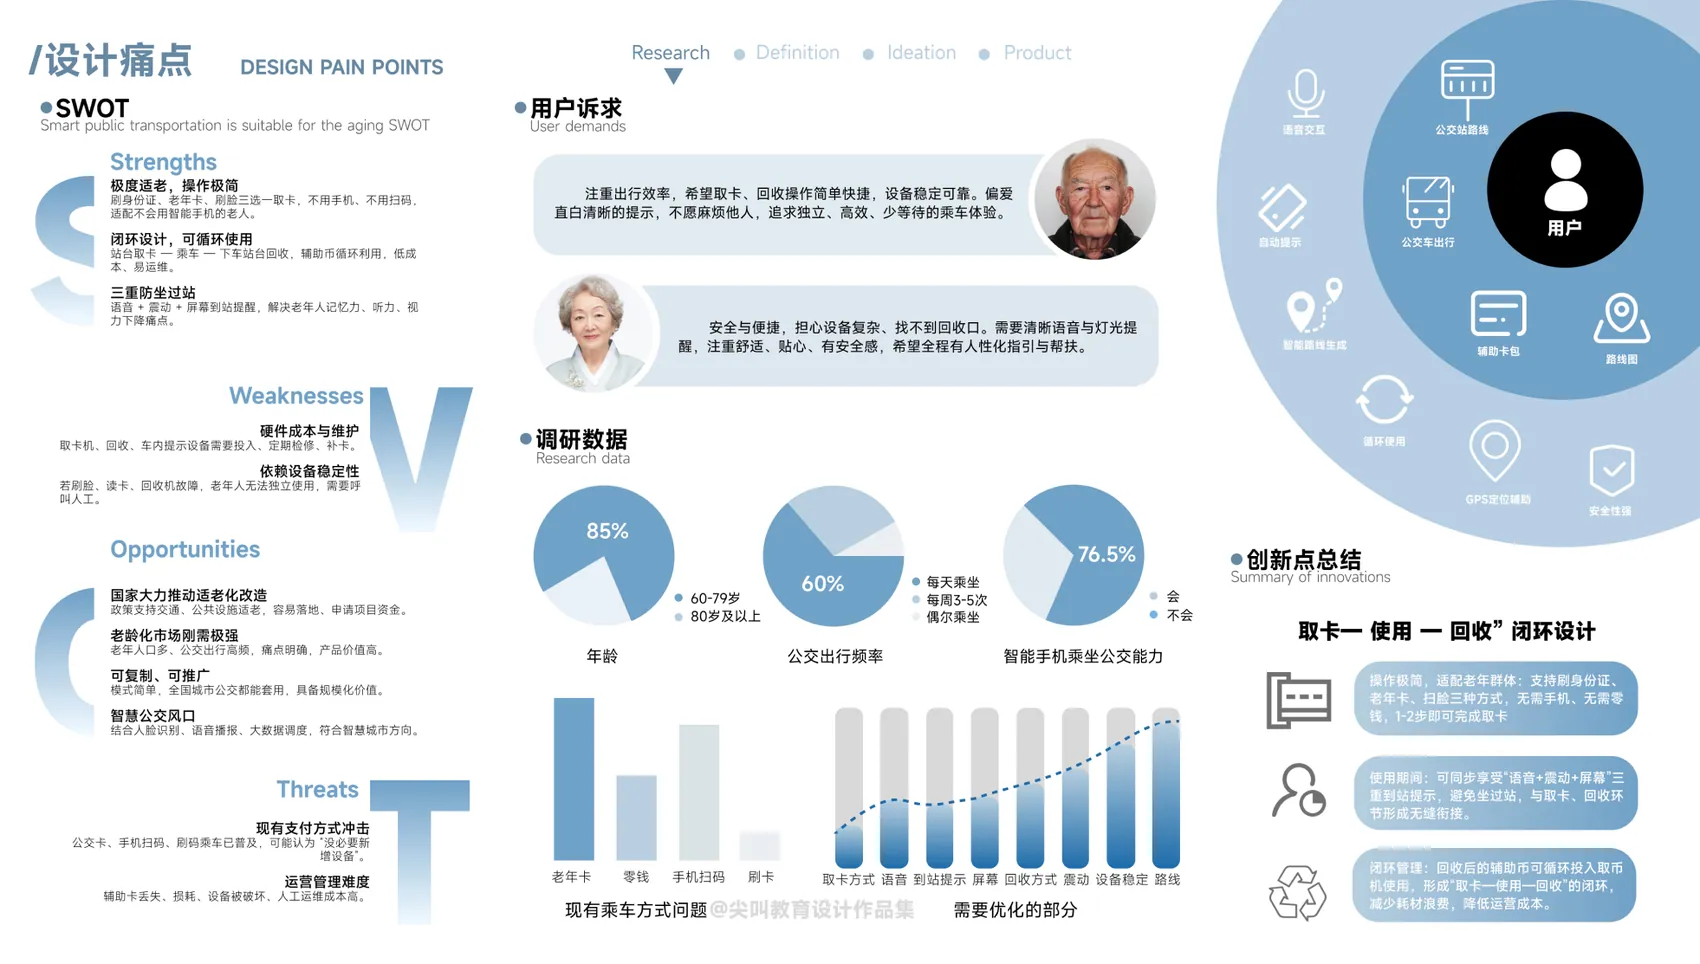 /设计痛点
DESIGN PAIN POINTS
SWOT
Smart public transportation is suitable for the aging SWOT
Strengths
极度适老，操作极简
刷身份证、老年卡、刷脸三选一取卡，不用手机、不用扫码，
适配不会用智能手机的老人。
闭环设计，可循环使用
站台取卡 — 乘车 — 下车站台回收，辅助币循环利用，低成
本、易运维。
三重防坐过站
语音 + 震动 + 屏幕到站提醒，解决老年人记忆力、听力、视
力下降痛点。
S
Weaknesses
硬件成本与维护
取卡机、回收、车内提示设备需要投入、定期检修、补卡。
依赖设备稳定性
若刷脸、读卡、回收机故障，老年人无法独立使用，需要呼
叫人工。
Opportunities
国家大力推动适老化改造
政策支持交通、公共设施适老，容易落地、申请项目资金。
老龄化市场刚需极强
老年人口多、公交出行高频，痛点明确，产品价值高。
可复制、可推广
模式简单，全国城市公交都能套用，具备规模化价值。
智慧公交风口
结合人脸识别、语音播报、大数据调度，符合智慧城市方向。
O
Threats
现有支付方式冲击
公交卡、手机扫码、刷码乘车已普及，可能认为 “没必要新
增设备”。
运营管理难度
辅助卡丢失、损耗、设备被破坏、人工运维成本高。
T
Research
Definition
Ideation
Product
用户诉求
User demands
注重出行效率，希望取卡、回收操作简单快捷，设备稳定可靠。偏爱
直白清晰的提示，不愿麻烦他人，追求独立、高效、少等待的乘车体验。
安全与便捷，担心设备复杂、找不到回收口。需要清晰语音与灯光提
醒，注重舒适、贴心、有安全感，希望全程有人性化指引与帮扶。
调研数据
Research data
85%
60-79岁
80岁及以上
年龄
60%
每天乘坐
每周3-5次
偶尔乘坐
公交出行频率
76.5%
会
不会
智能手机乘坐公交能力
老年卡 零钱 手机扫码 刷卡
现有乘车方式问题
@尖叫教育设计作品集
取卡方式 语音 到站提示 屏幕 回收方式 震动 设备稳定 路线
需要优化的部分
语音交互
公交站路线
用户
自动提示
公交车出行
智能路线生成
辅助卡包
路线图
循环使用
GPS定位辅助
安全性强
创新点总结
Summary of innovations
取卡— 使用 — 回收” 闭环设计
操作极简，适配老年群体：支持刷身份证、
老年卡、扫脸三种方式，无需手机、无需零
钱，1-2步即可完成取卡
使用期间：可同步享受“语音+震动+屏幕”三
重到站提示，避免坐过站，与取卡、回收环
节形成无缝衔接。
闭环管理：回收后的辅助币可循环投入取币
机使用，形成“取卡—使用—回收”的闭环，
减少耗材浪费，降低运营成本。